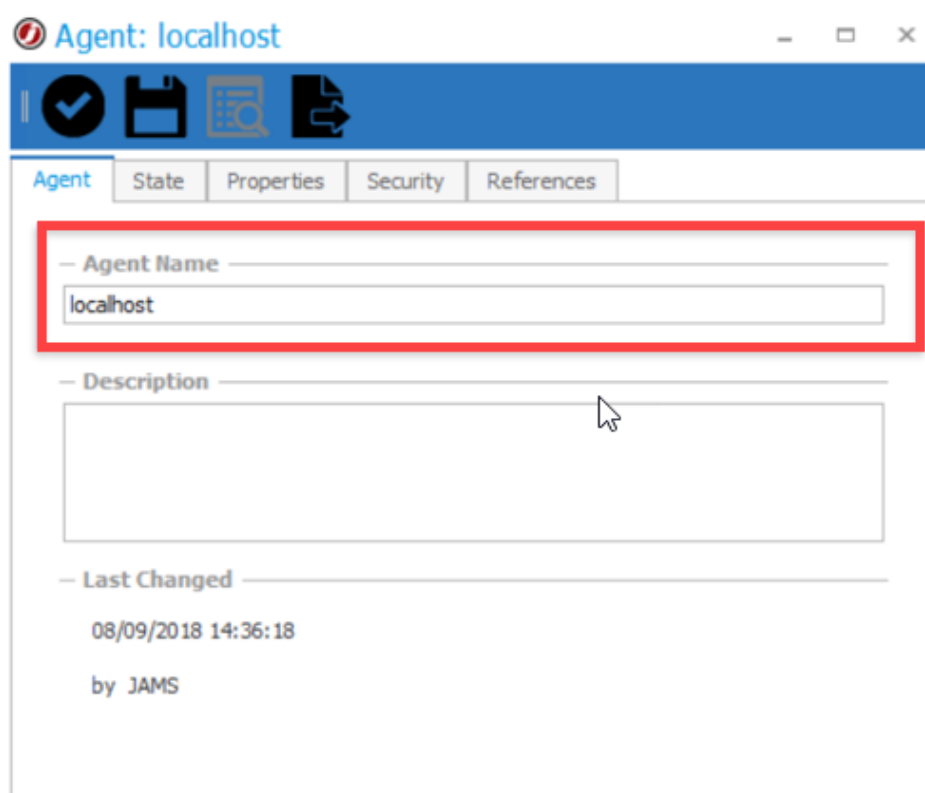 Agent: localhost
Agent State Properties Security References
Agent Name
localhost
Description
Last Changed
08/09/2018 14:36:18
by JAMS